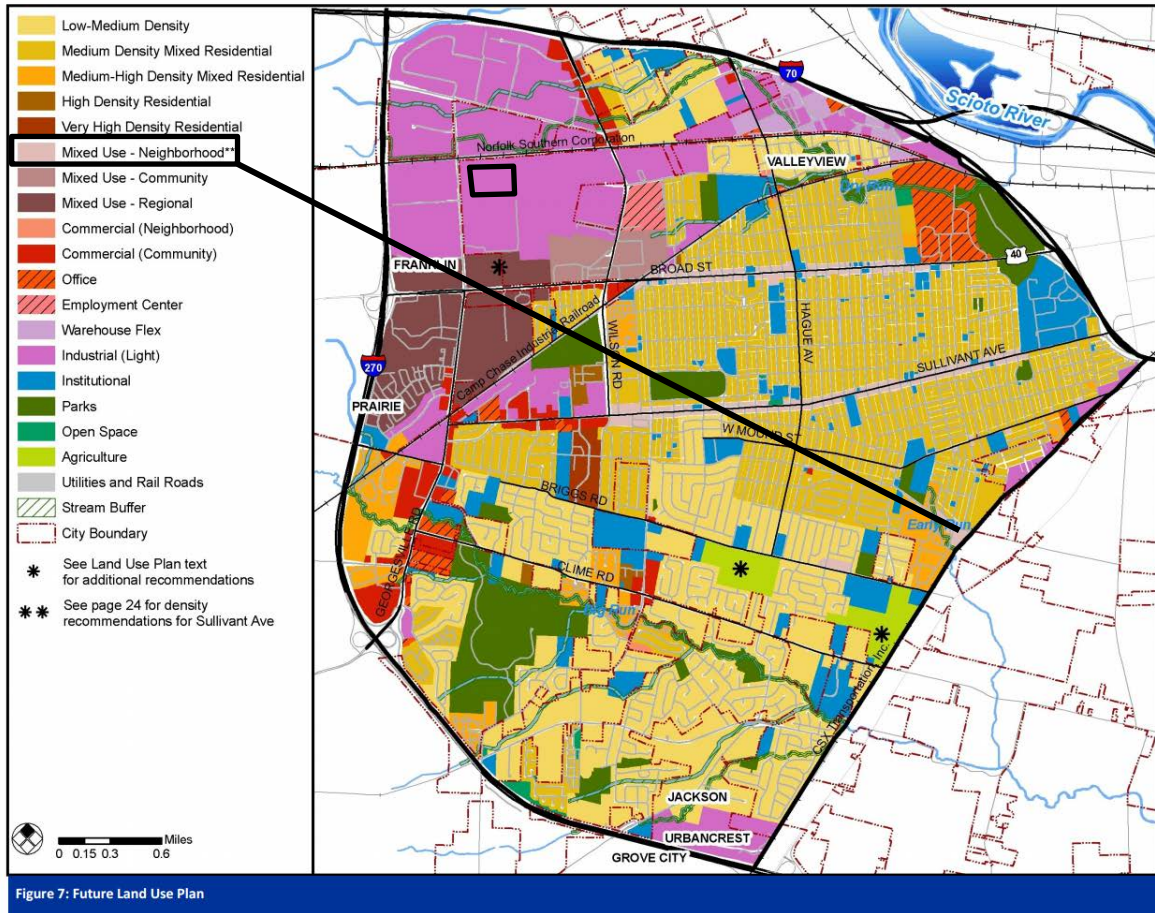 Low-Medium Density
Medium Density Mixed Residential
Medium-High Density Mixed Residential
High Density Residential
Very High Density Residential
Mixed Use - Neighborhood**
Mixed Use - Community
Mixed Use - Regional
Commercial (Neighborhood)
Commercial (Community)
Office
Employment Center
Warehouse Flex
Industrial (Light)
Institutional
Parks
Open Space
Agriculture
Utilities and Rail Roads
Stream Buffer
City Boundary
* See Land Use Plan text
for additional recommendations
** See page 24 for density
recommendations for Sullivant Ave
Miles
0 0.15 0.3 0.6
70
Scioto River
Norfolk Southern Corporation
VALLEYVIEW
Dry Run
40
FRANKLIN
*
BROAD ST
HAGUE AV
Camp Chase Industrial Railroad
WILSON RD
SULLIVANT AVE
270
PRAIRIE
W MOUND ST
BRIGGS RD
Early Run
GEORGESVILLE RD
CLIME RD
*
Big Run
*
CSX Transportation Inc.
JACKSON
URBANCREST
GROVE CITY
Figure 7: Future Land Use Plan